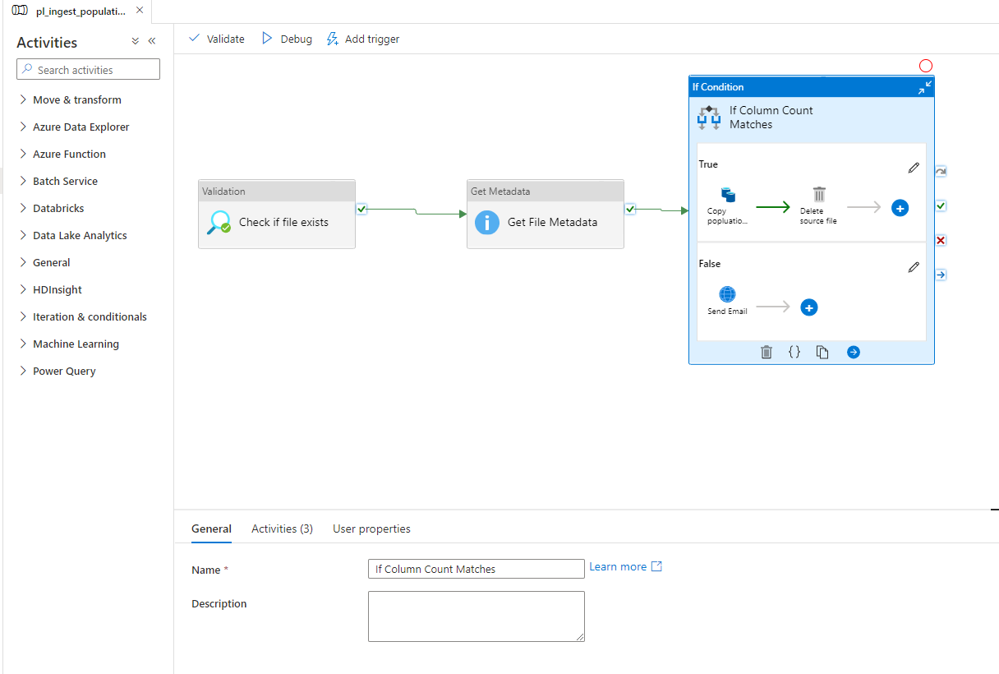 pl_ingest_populati...
Activities
Search activities
Move & transform
Azure Data Explorer
Azure Function
Batch Service
Databricks
Data Lake Analytics
General
HDInsight
Iteration & conditionals
Machine Learning
Power Query
Validate
Debug
Add trigger
Validation
Check if file exists
Get Metadata
Get File Metadata
If Condition
If Column Count
Matches
True
Copy
popluatio...
Delete
source file
False
Send Email
General
Activities (3)
User properties
Name *
If Column Count Matches
Learn more
Description